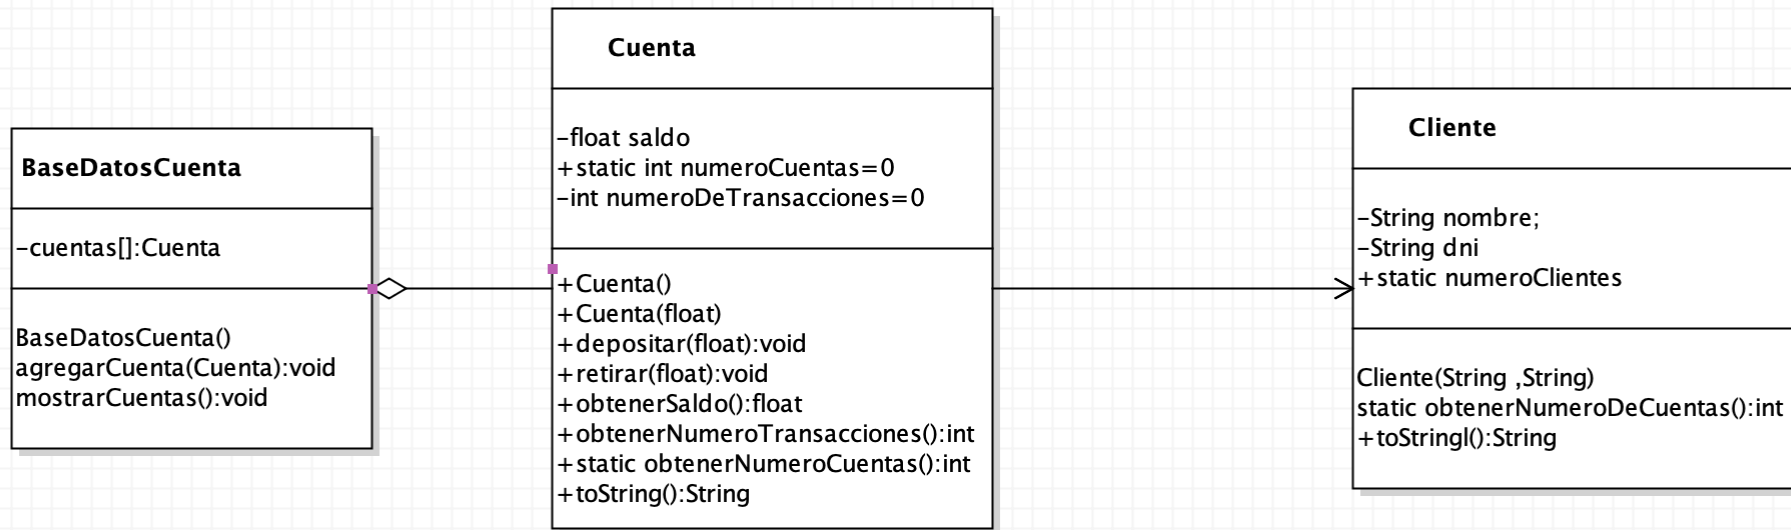 BaseDatosCuenta
-cuentas[]:Cuenta
BaseDatosCuenta()
agregarCuenta(Cuenta):void
mostrarCuentas():void
Cuenta
-float saldo
+static int numeroCuentas=0
-int numeroDeTransacciones=0
+Cuenta()
+Cuenta(float)
+depositar(float):void
+retirar(float):void
+obtenerSaldo():float
+obtenerNumeroTransacciones():int
+static obtenerNumeroCuentas():int
+toString():String
Cliente
-String nombre;
-String dni
+static numeroClientes
Cliente(String ,String)
static obtenerNumeroDeCuentas():int
+toStringl():String